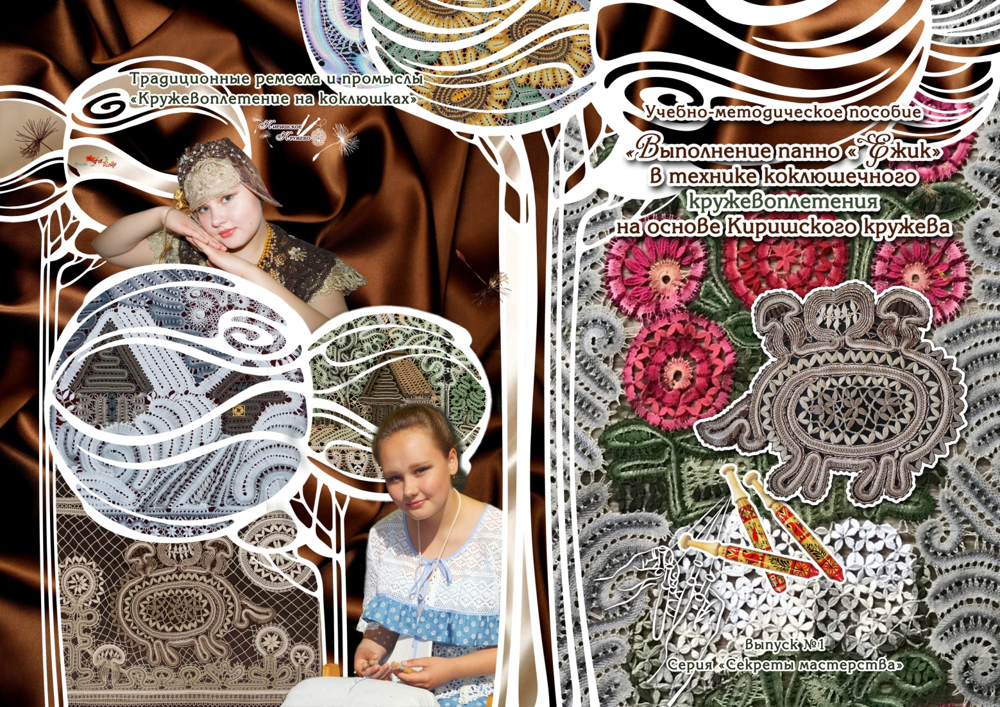 Традиционные ремесла и промыслы
«Кружевоплетение на коклюшках»
Киришское
Кружево
Учебно-методическое пособие
«Выполнение панно «Ёжик»
в технике коклюшечного
кружевоплетения
на основе Киришского кружева
Выпуск №1
Серия «Секреты мастерства»